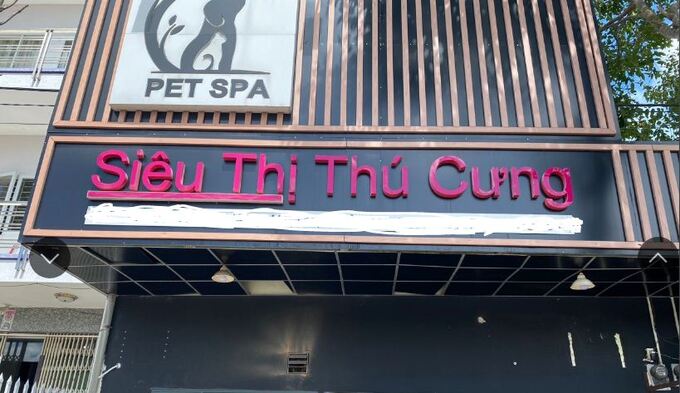 PET SPA
Siêu Thị Thú Cưng